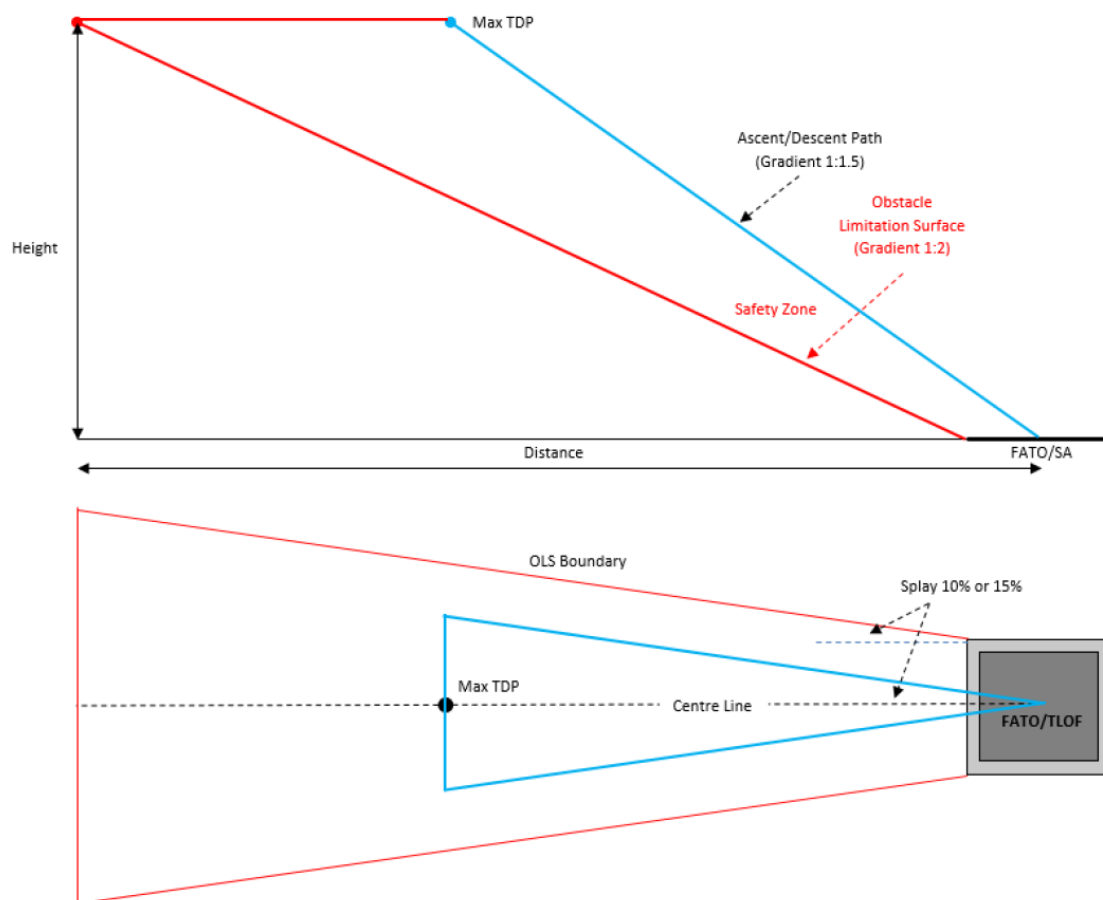 Max TDP
Ascent/Descent Path
(Gradient 1:1.5)
Obstacle
Limitation Surface
(Gradient 1:2)
Height
Safety Zone
Distance
FATO/SA
OLS Boundary
Splay 10% or 15%
Max TDP
Centre Line
FATO/TLOF